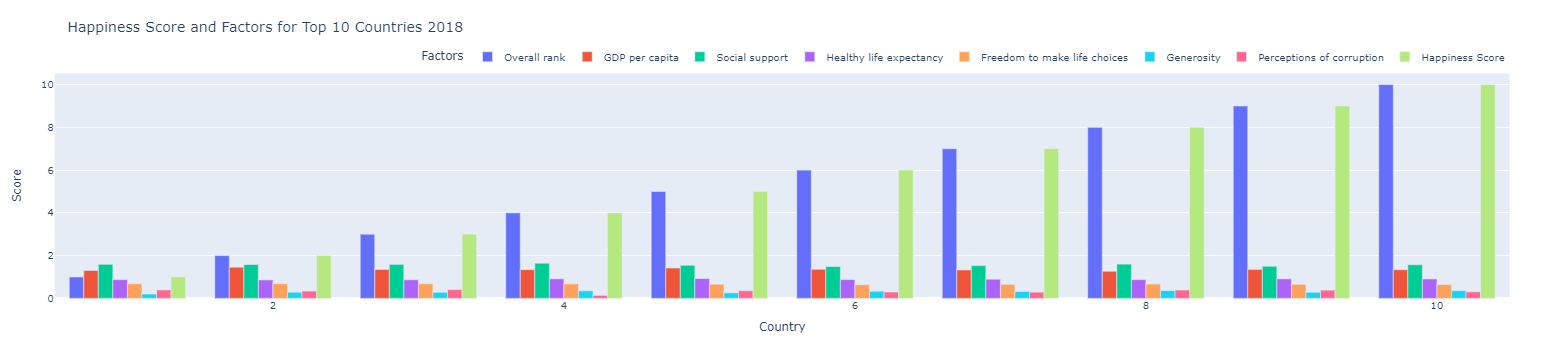 Happiness Score and Factors for Top 10 Countries 2018
Factors Overall rank GDP per capita Social support Healthy life expectancy Freedom to make life choices Generosity Perceptions of corruption Happiness Score
10
8
6
4
2
0
Score
2 4 6 8 10
Country